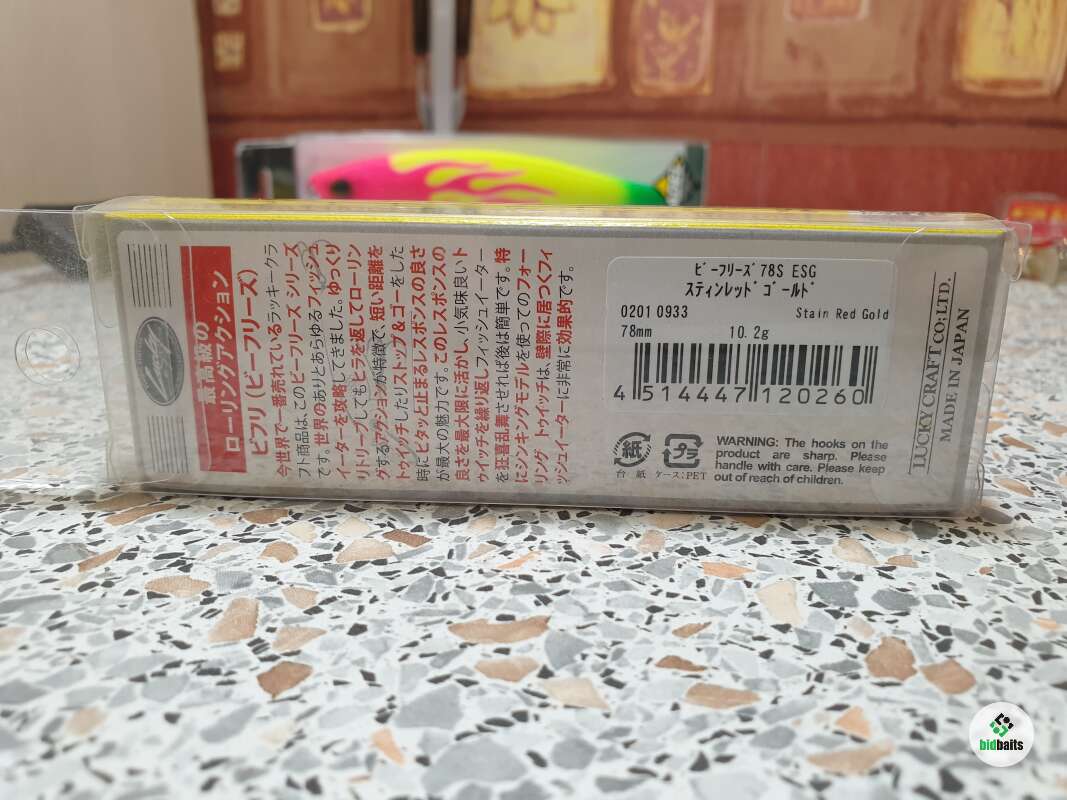 最高級の
ローリングアクション
ビフリ(ビーフリーズ)
今世界で一番売れているラッキークラ
フト商品は、このビーフリーズ シリーズ
です。世界のありとあらゆるフィッシュ
イーターを攻略してきました。ゆっくり
リトリーブしてもヒラを返してローリン
グするアクションが特徴で、短い距離を
トゥイッチしたりストップ&ゴーをした
時にピタッと止まるレスポンスの良さ
が最大の魅力です。このレスポンスの
良さを最大限に活かし、小気味良いト
ゥイッチを繰り返しフィッシュイーター
を狂喜乱舞させれば後は簡単です。特
にシンキングモデルを使ってのフォー
リング トゥイッチは、壁際に居つくフィ
ッシュイーターに非常に効果的です。
ビーフリーズ 78S ESG
スティンレッド ゴールド
0201 0933 Stain Red Gold
78mm 10.2g
4 514447 120260
紙 プラ
台 紙 ケース:PET
WARNING: The hooks on the
product are sharp. Please
handle with care. Please keep
out of reach of children.
LUCKY CRAFT CO; LTD.
MADE IN JAPAN
bidbaits